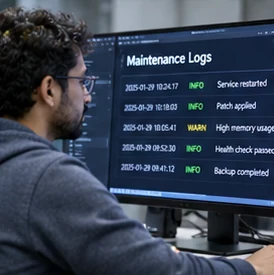 Maintenance Logs
2025-01-29 10:24:17 INFO Service restarted
2025-01-29 10:18:03 INFO Patch applied
2025-01-29 10:05:41 WARN High memory usage
2025-01-29 09:52:30 INFO Health check passed
2025-01-29 09:41:12 INFO Backup completed